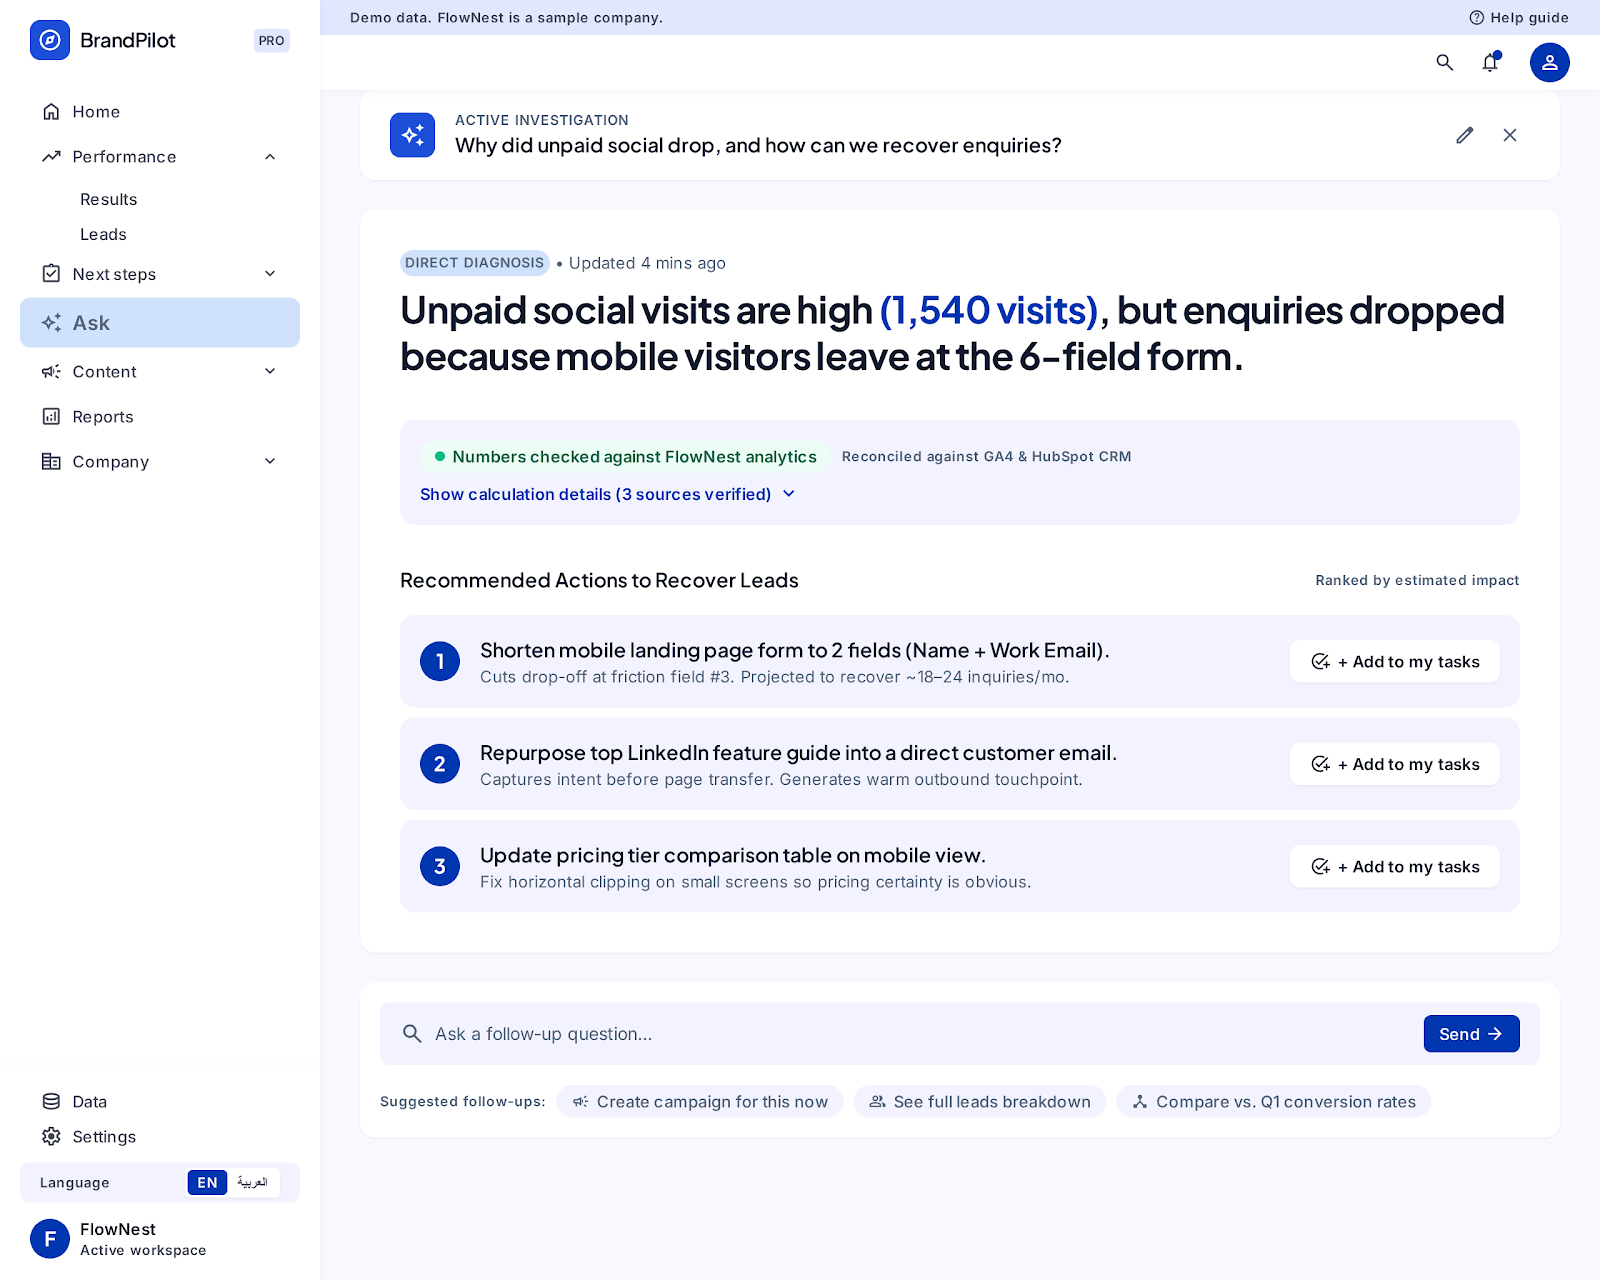 Demo data. FlowNest is a sample company.
Help guide
BrandPilot
PRO
Home
Performance
Results
Leads
Next steps
Ask
Content
Reports
Company
Data
Settings
Language
EN
العربية
F
FlowNest
Active workspace
ACTIVE INVESTIGATION
Why did unpaid social drop, and how can we recover enquiries?
DIRECT DIAGNOSIS • Updated 4 mins ago
Unpaid social visits are high (1,540 visits), but enquiries dropped
because mobile visitors leave at the 6-field form.
Numbers checked against FlowNest analytics
Reconciled against GA4 & HubSpot CRM
Show calculation details (3 sources verified)
Recommended Actions to Recover Leads
Ranked by estimated impact
1
Shorten mobile landing page form to 2 fields (Name + Work Email).
Cuts drop-off at friction field #3. Projected to recover ~18–24 inquiries/mo.
+ Add to my tasks
2
Repurpose top LinkedIn feature guide into a direct customer email.
Captures intent before page transfer. Generates warm outbound touchpoint.
+ Add to my tasks
3
Update pricing tier comparison table on mobile view.
Fix horizontal clipping on small screens so pricing certainty is obvious.
+ Add to my tasks
Ask a follow-up question...
Send
Suggested follow-ups:
Create campaign for this now
See full leads breakdown
Compare vs. Q1 conversion rates